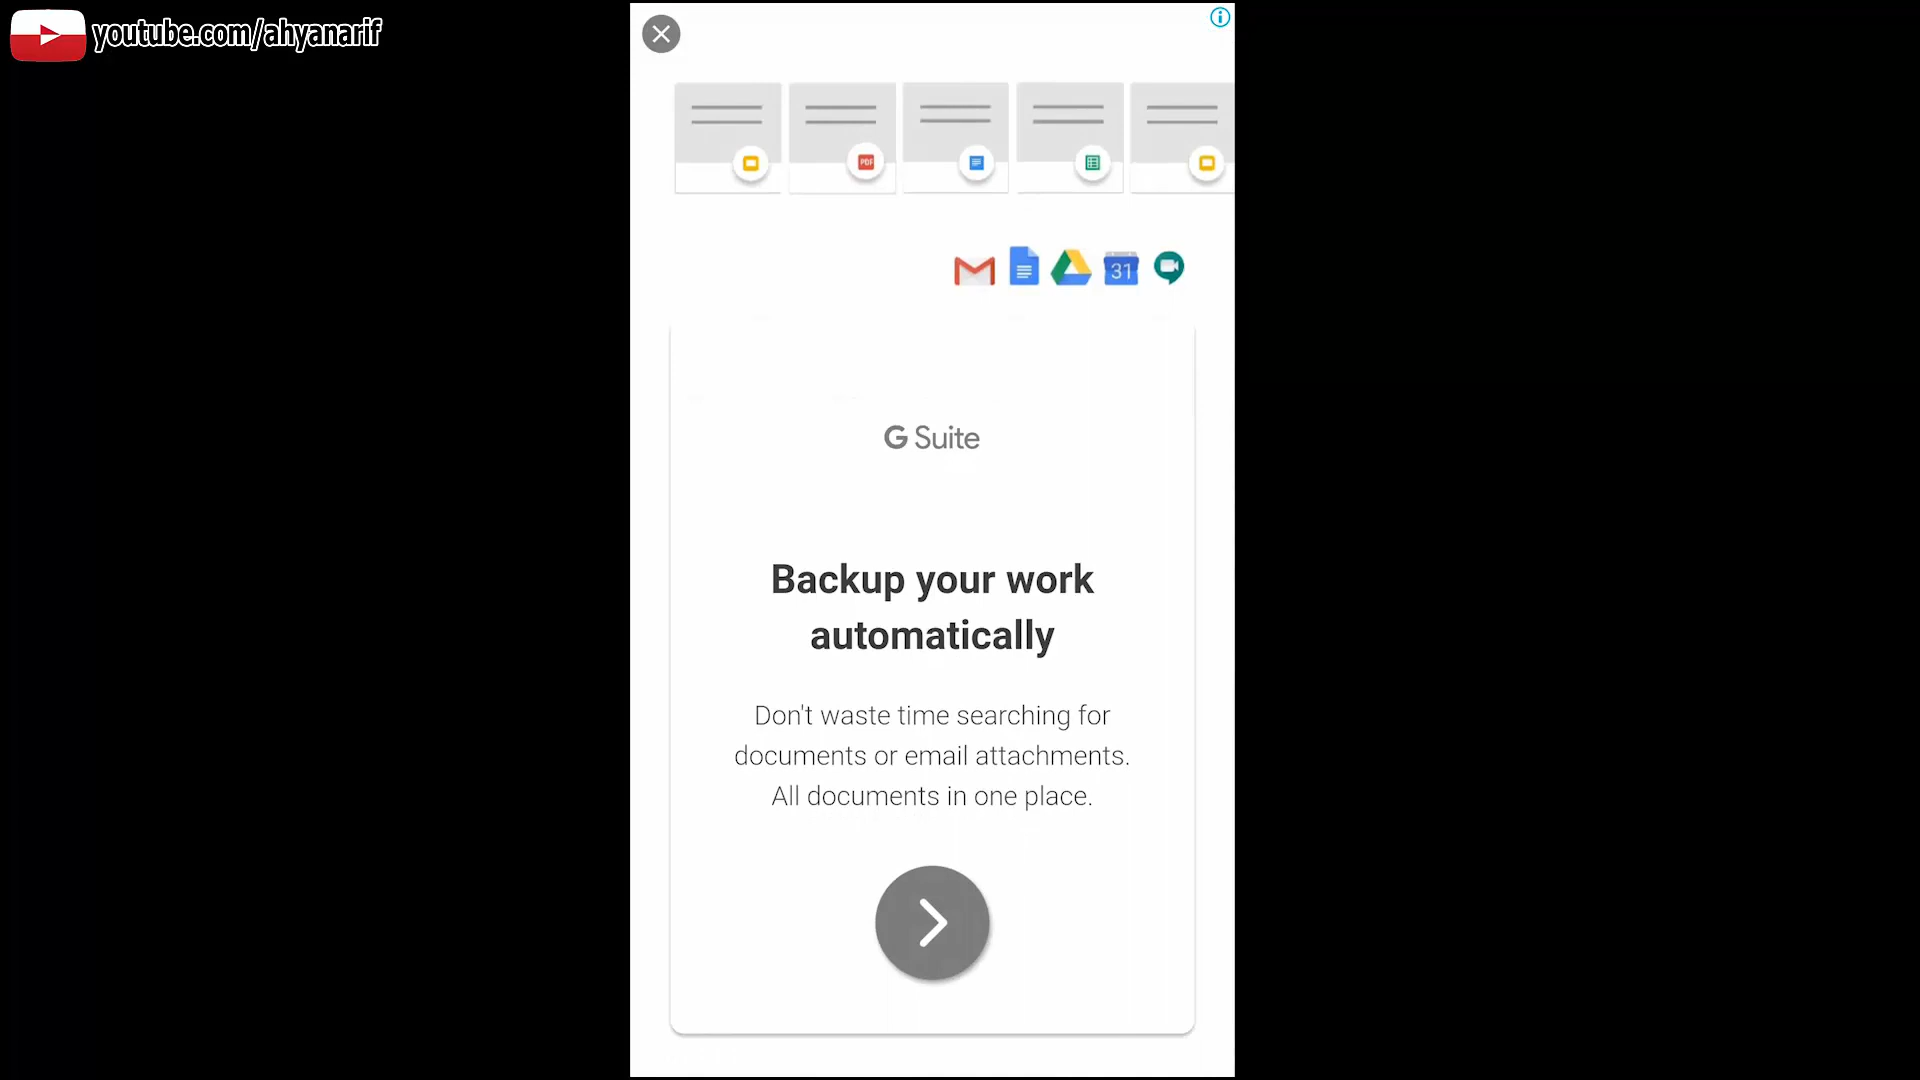 youtube.com/ahyanarif
PDF
31
G Suite
Backup your work
automatically
Don't waste time searching for
documents or email attachments.
All documents in one place.